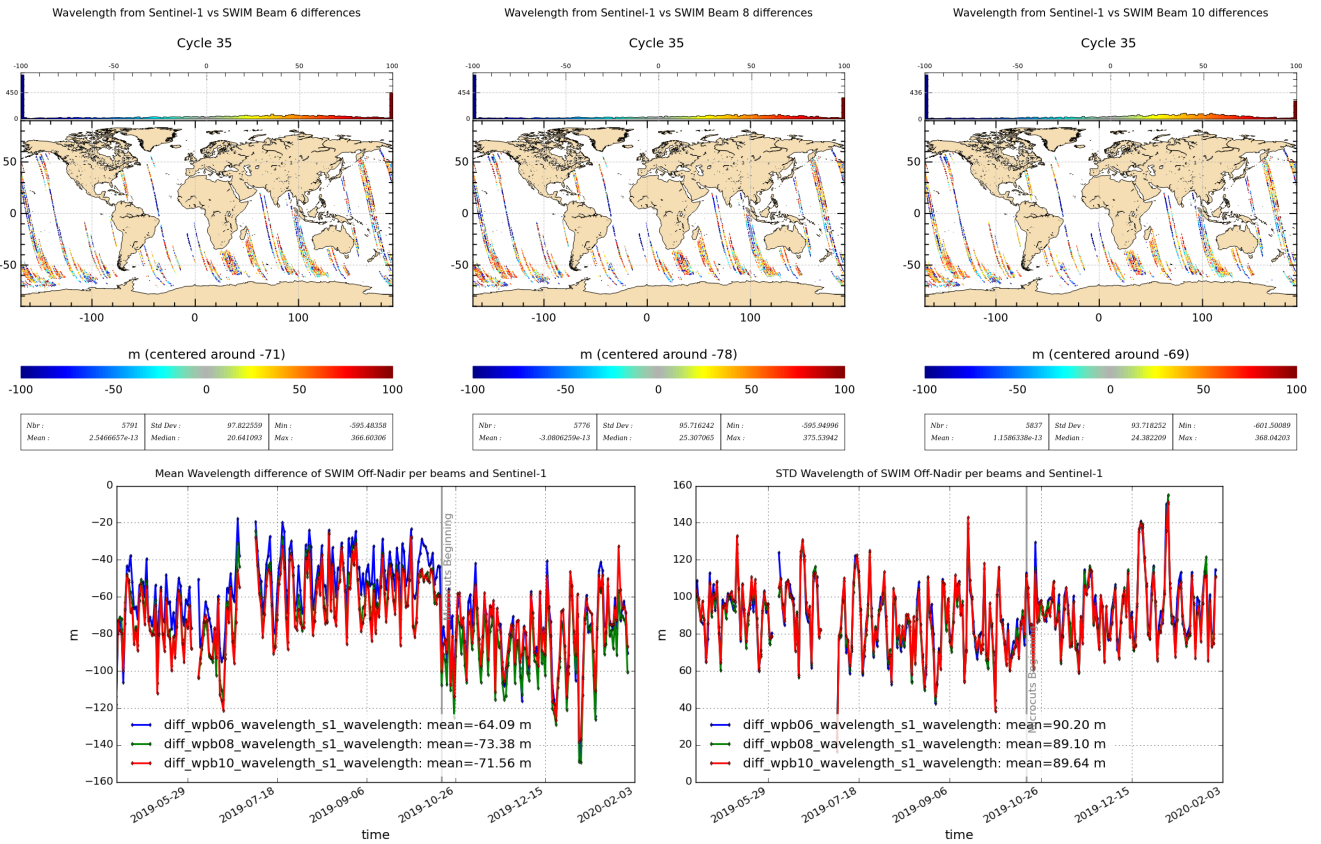 Wavelength from Sentinel-1 vs SWIM Beam 6 differences
Cycle 35
-100 -50 0 50 100
450
0
50
0
-50
-100 0 100
m (centered around -71)
-100 -50 0 50 100
Nbr : 5791 Std Dev : 97.822559 Min : -595.48358
Mean : 2.5466657e-13 Median : 20.641093 Max : 366.60306
Wavelength from Sentinel-1 vs SWIM Beam 8 differences
Cycle 35
-100 -50 0 50 100
454
0
50
0
-50
-100 0 100
m (centered around -78)
-100 -50 0 50 100
Nbr : 5776 Std Dev : 95.716242 Min : -595.94996
Mean : -3.0806259e-13 Median : 25.307065 Max : 375.53942
Wavelength from Sentinel-1 vs SWIM Beam 10 differences
Cycle 35
-100 -50 0 50 100
436
0
50
0
-50
-100 0 100
m (centered around -69)
-100 -50 0 50 100
Nbr : 5837 Std Dev : 93.718252 Min : -601.50089
Mean : 1.1586338e-13 Median : 24.382209 Max : 368.04203
Mean Wavelength difference of SWIM Off-Nadir per beams and Sentinel-1
0
−20
−40
−60
−80
−100
−120
−140
−160
m
Microcuts Beginning
diff_wpb06_wavelength_s1_wavelength: mean=-64.09 m
diff_wpb08_wavelength_s1_wavelength: mean=-73.38 m
diff_wpb10_wavelength_s1_wavelength: mean=-71.56 m
2019-05-29 2019-07-18 2019-09-06 2019-10-26 2019-12-15 2020-02-03
time
STD Wavelength of SWIM Off-Nadir per beams and Sentinel-1
160
140
120
100
80
60
40
20
0
m
Microcuts Beginning
diff_wpb06_wavelength_s1_wavelength: mean=90.20 m
diff_wpb08_wavelength_s1_wavelength: mean=89.10 m
diff_wpb10_wavelength_s1_wavelength: mean=89.64 m
2019-05-29 2019-07-18 2019-09-06 2019-10-26 2019-12-15 2020-02-03
time